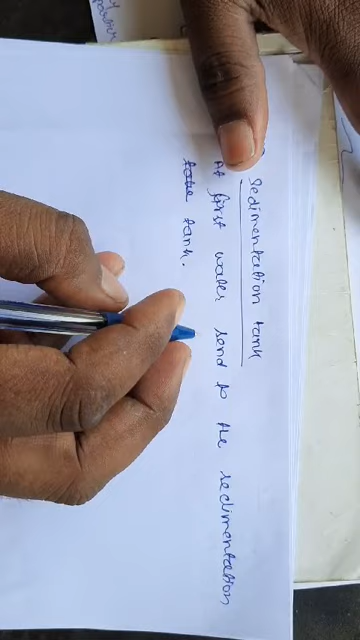 Sedimentation tank
At first water send to the sedimentation
tank.